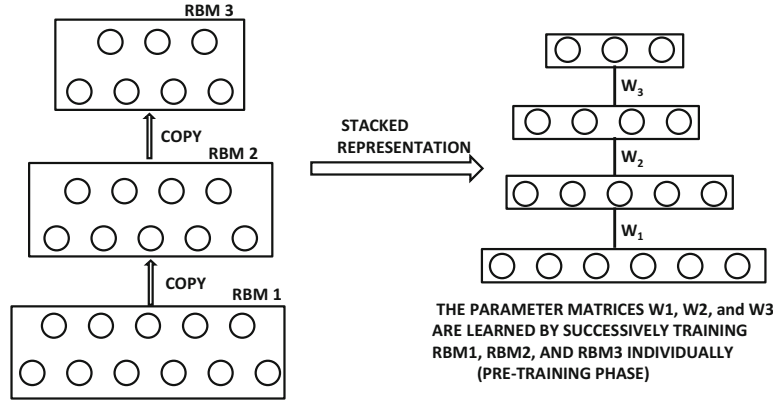 RBM 3
COPY
RBM 2
COPY
RBM 1
STACKED
REPRESENTATION
W3
W2
W1
THE PARAMETER MATRICES W1, W2, and W3
ARE LEARNED BY SUCCESSIVELY TRAINING
RBM1, RBM2, AND RBM3 INDIVIDUALLY
(PRE-TRAINING PHASE)